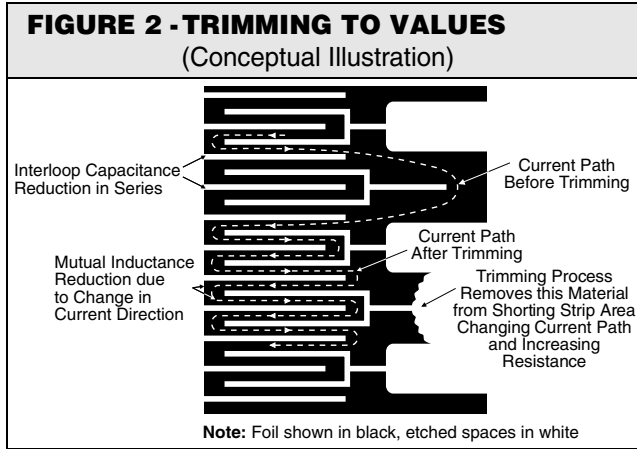 FIGURE 2 - TRIMMING TO VALUES
(Conceptual Illustration)
Interloop Capacitance
Reduction in Series
Current Path
Before Trimming
Current Path
After Trimming
Mutual Inductance
Reduction due
to Change in
Current Direction
Trimming Process
Removes this Material
from Shorting Strip Area
Changing Current Path
and Increasing
Resistance
Note: Foil shown in black, etched spaces in white